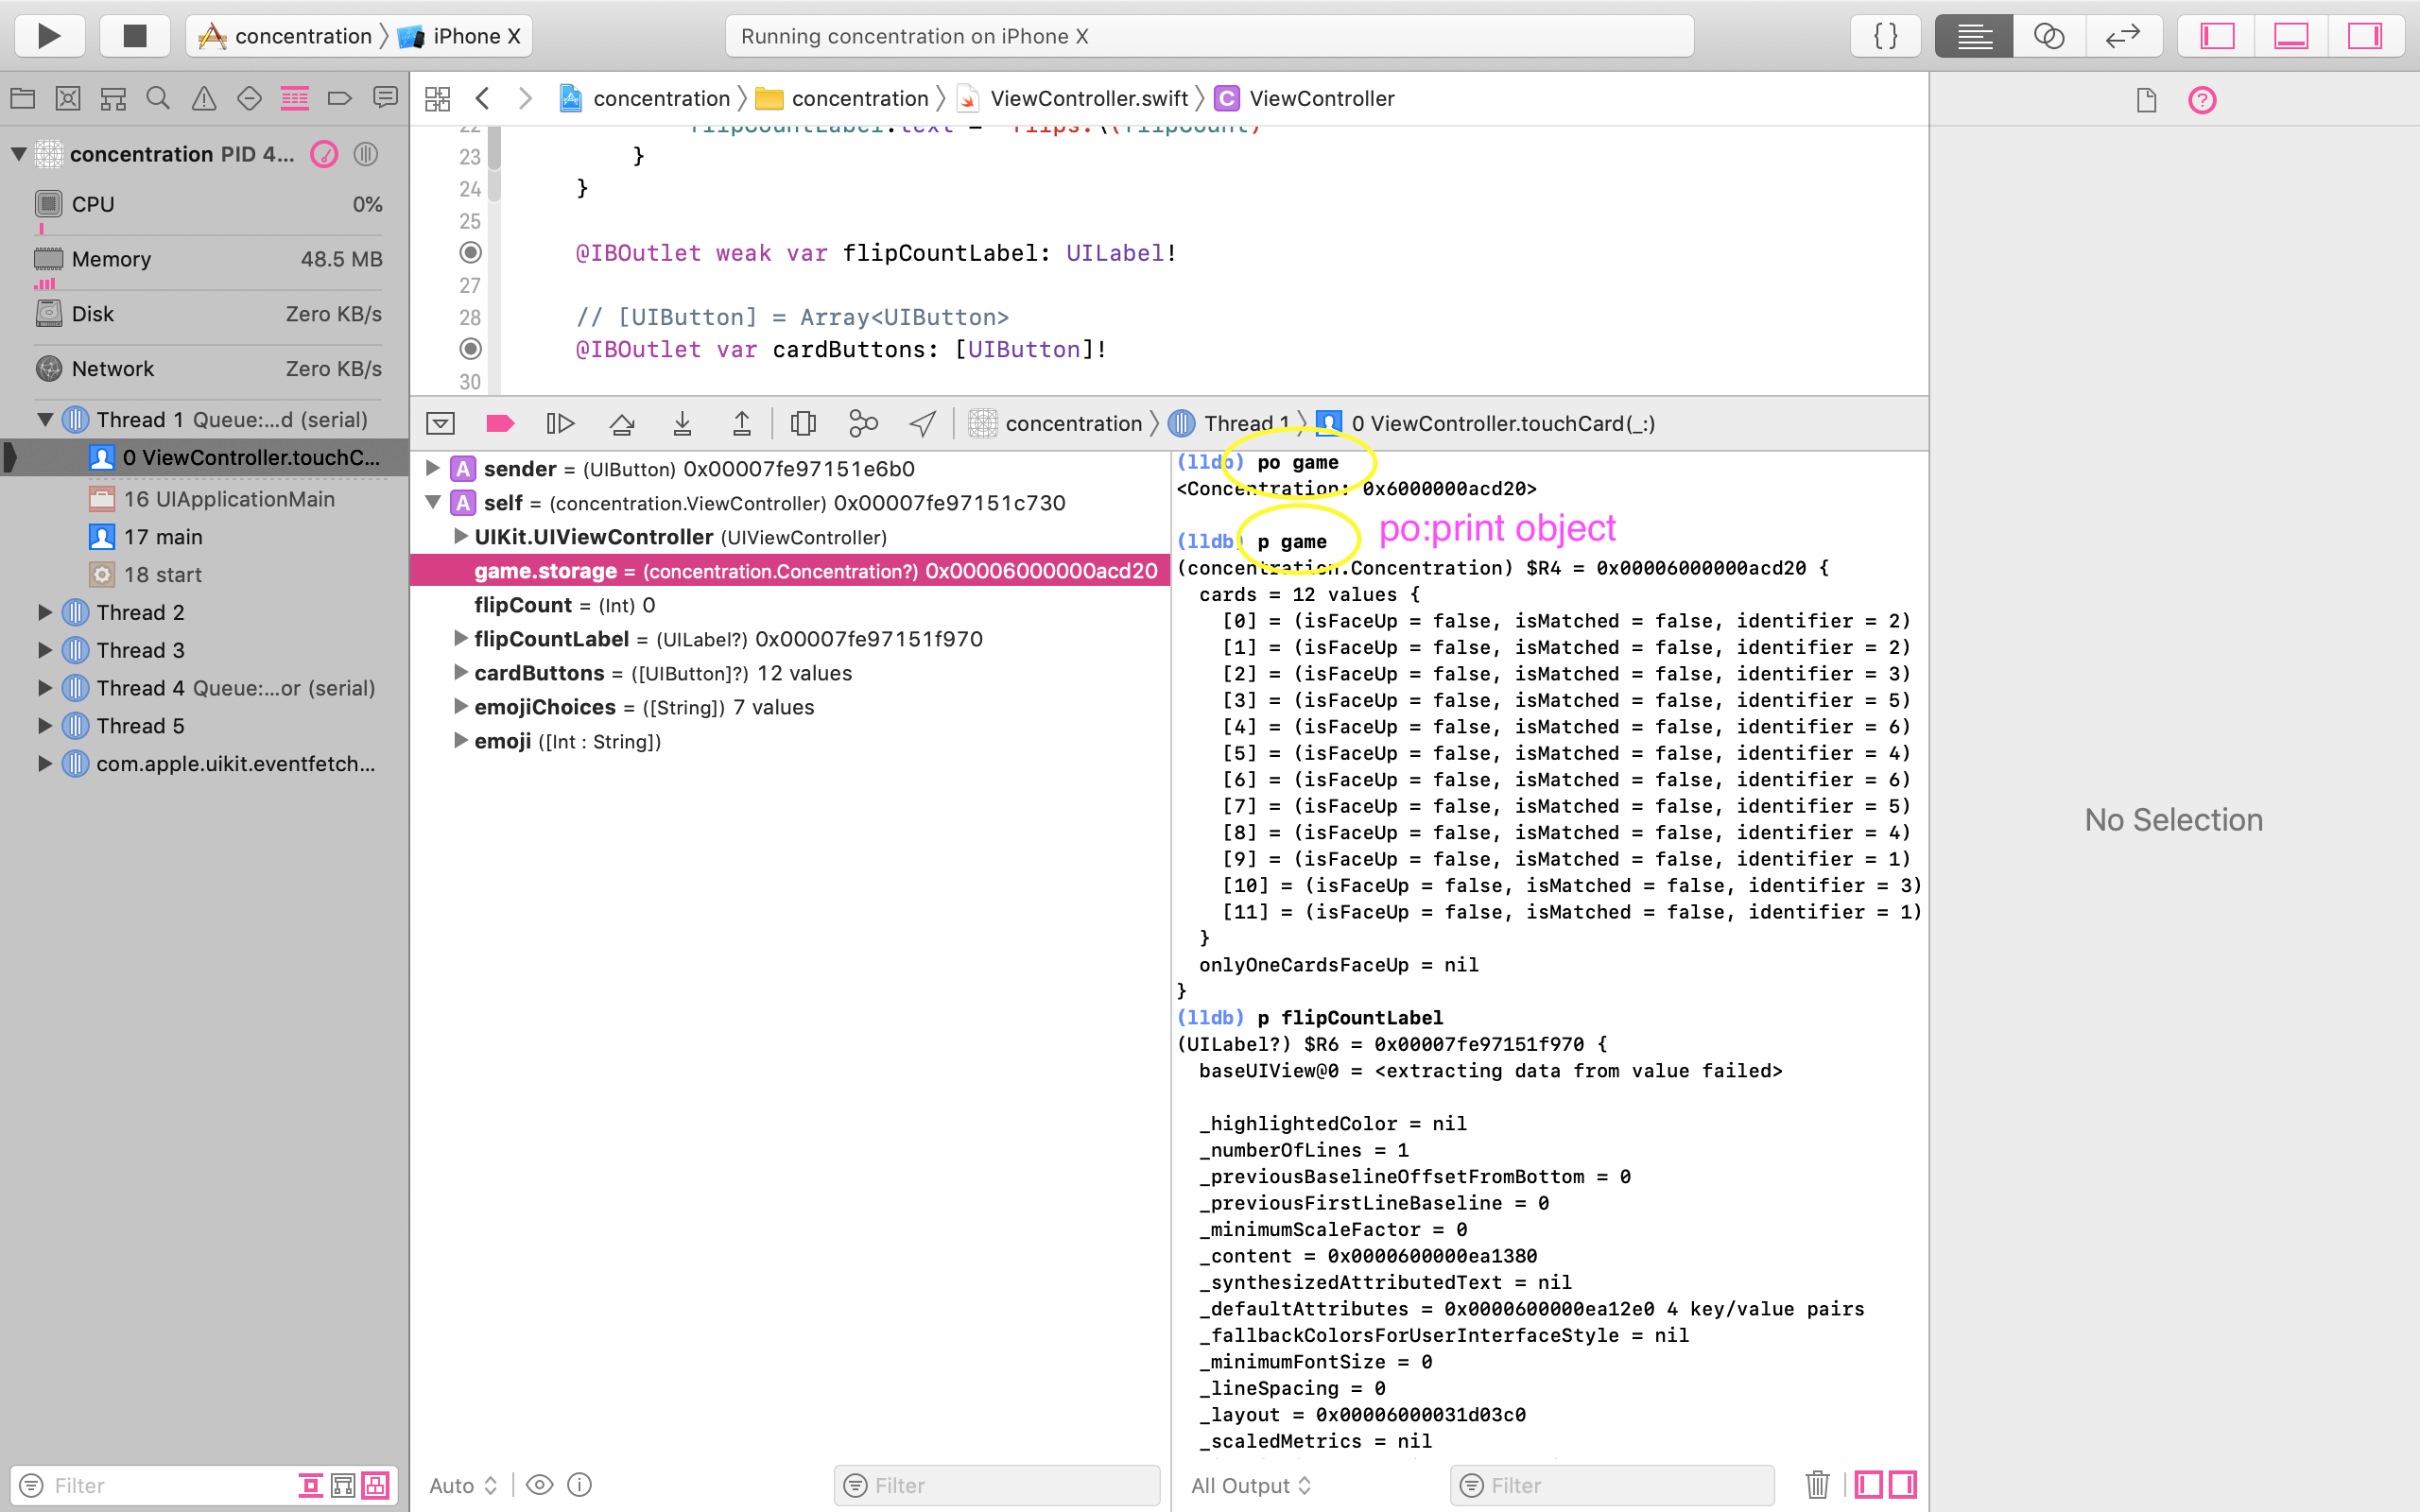 concentration 〉 iPhone X
Running concentration on iPhone X
{}
concentration 〉 concentration 〉 ViewController.swift 〉 C ViewController
concentration PID 4...
CPU 0%
Memory 48.5 MB
Disk Zero KB/s
Network Zero KB/s
Thread 1 Queue:...d (serial)
0 ViewController.touchC...
16 UIApplicationMain
17 main
18 start
Thread 2
Thread 3
Thread 4 Queue:...or (serial)
Thread 5
com.apple.uikit.eventfetch...
Filter
22 flipCountLabel.text =
23 }
24 }
25
@IBOutlet weak var flipCountLabel: UILabel!
27
28 // [UIButton] = Array<UIButton>
@IBOutlet var cardButtons: [UIButton]!
30
concentration 〉 Thread 1 〉 0 ViewController.touchCard(_:)
A sender = (UIButton) 0x00007fe97151e6b0
A self = (concentration.ViewController) 0x00007fe97151c730
UIKit.UIViewController (UIViewController)
game.storage = (concentration.Concentration?) 0x00006000000acd20
flipCount = (Int) 0
flipCountLabel = (UILabel?) 0x00007fe97151f970
cardButtons = ([UIButton]?) 12 values
emojiChoices = ([String]) 7 values
emoji ([Int : String])
Auto
Filter
(lldb) po game
<Concentration: 0x6000000acd20>
po:print object
(lldb) p game
(concentration.Concentration) $R4 = 0x00006000000acd20 {
cards = 12 values {
[0] = (isFaceUp = false, isMatched = false, identifier = 2)
[1] = (isFaceUp = false, isMatched = false, identifier = 2)
[2] = (isFaceUp = false, isMatched = false, identifier = 3)
[3] = (isFaceUp = false, isMatched = false, identifier = 5)
[4] = (isFaceUp = false, isMatched = false, identifier = 6)
[5] = (isFaceUp = false, isMatched = false, identifier = 4)
[6] = (isFaceUp = false, isMatched = false, identifier = 6)
[7] = (isFaceUp = false, isMatched = false, identifier = 5)
[8] = (isFaceUp = false, isMatched = false, identifier = 4)
[9] = (isFaceUp = false, isMatched = false, identifier = 1)
[10] = (isFaceUp = false, isMatched = false, identifier = 3)
[11] = (isFaceUp = false, isMatched = false, identifier = 1)
}
onlyOneCardsFaceUp = nil
}
(lldb) p flipCountLabel
(UILabel?) $R6 = 0x00007fe97151f970 {
baseUIView@0 = <extracting data from value failed>
_highlightedColor = nil
_numberOfLines = 1
_previousBaselineOffsetFromBottom = 0
_previousFirstLineBaseline = 0
_minimumScaleFactor = 0
_content = 0x0000600000ea1380
_synthesizedAttributedText = nil
_defaultAttributes = 0x0000600000ea12e0 4 key/value pairs
_fallbackColorsForUserInterfaceStyle = nil
_minimumFontSize = 0
_lineSpacing = 0
_layout = 0x00006000031d03c0
_scaledMetrics = nil
All Output
Filter
No Selection